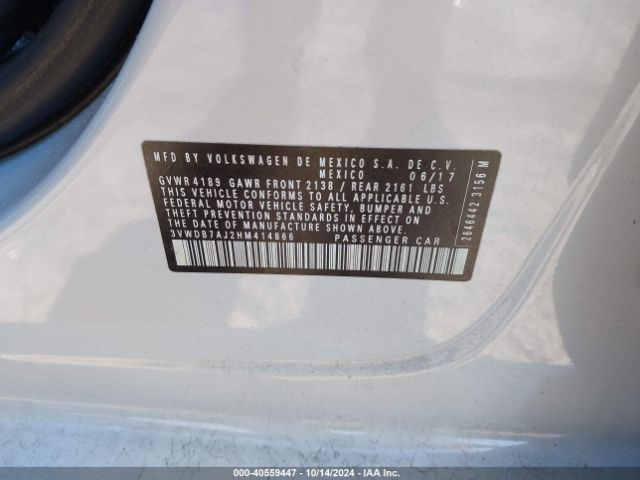 MFD BY VOLKSWAGEN DE MEXICO S.A. DE C.V.
MEXICO 06/17
GVWR 4189 GAWR FRONT 2138 / REAR 2161 LBS
THIS VEHICLE CONFORMS TO ALL APPLICABLE U.S.
FEDERAL MOTOR VEHICLE SAFETY, BUMPER AND
THEFT PREVENTION STANDARDS IN EFFECT ON
THE DATE OF MANUFACTURE SHOWN ABOVE.
3VWDB7AJ2HM414866 PASSENGER CAR
2646442 3156 M
000-40559447 - 10/14/2024 - IAA Inc.